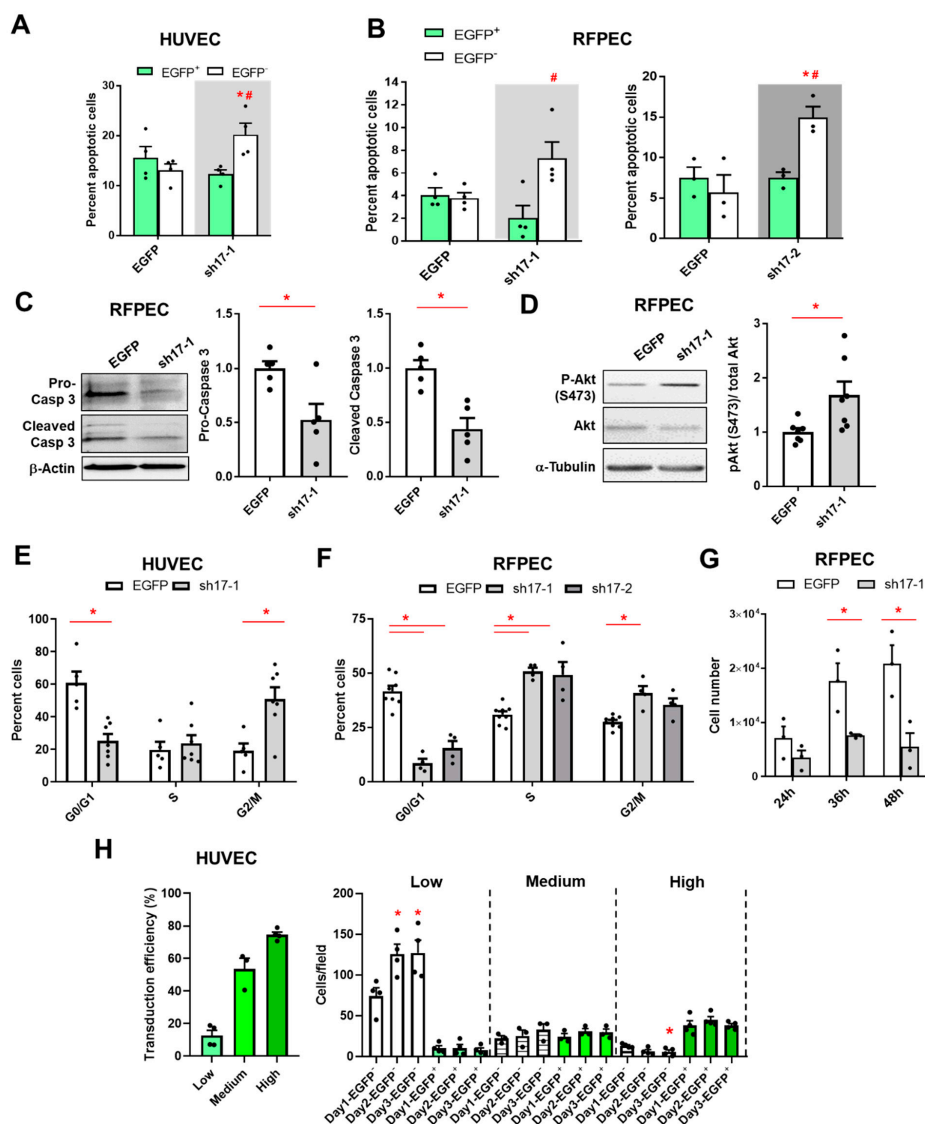 A
HUVEC
EGFP⁺ EGFP⁻
Percent apoptotic cells
30
20
10
0
EGFP
sh17-1
*#
B
EGFP⁺
EGFP⁻
RFPEC
Percent apoptotic cells
14
12
10
8
6
4
2
0
EGFP
sh17-1
#
Percent apoptotic cells
20
15
10
5
0
EGFP
sh17-2
*#
C
RFPEC
EGFP
sh17-1
Pro-
Casp 3
Cleaved
Casp 3
β-Actin
Pro-Caspase 3
1.5
1.0
0.5
0.0
EGFP
sh17-1
*
Cleaved Caspase 3
1.5
1.0
0.5
0.0
EGFP
sh17-1
*
D
RFPEC
EGFP
sh17-1
P-Akt
(S473)
Akt
α-Tubulin
pAkt (S473)/ total Akt
3
2
1
0
EGFP
sh17-1
*
E
HUVEC
EGFP sh17-1
Percent cells
100
80
60
40
20
0
G0/G1
S
G2/M
* *
F
RFPEC
EGFP sh17-1 sh17-2
Percent cells
75
50
25
0
G0/G1
S
G2/M
* * *
G
RFPEC
EGFP sh17-1
Cell number
3×10⁴
2×10⁴
1×10⁴
0
24h
36h
48h
* *
H
HUVEC
Transduction efficiency (%)
100
80
60
40
20
0
Low
Medium
High
Low Medium High
Cells/field
200
150
100
50
0
* * *
Day1-EGFP⁻
Day2-EGFP⁻
Day3-EGFP⁻
Day1-EGFP⁺
Day2-EGFP⁺
Day3-EGFP⁺
Day1-EGFP⁻
Day2-EGFP⁻
Day3-EGFP⁻
Day1-EGFP⁺
Day2-EGFP⁺
Day3-EGFP⁺
Day1-EGFP⁻
Day2-EGFP⁻
Day3-EGFP⁻
Day1-EGFP⁺
Day2-EGFP⁺
Day3-EGFP⁺